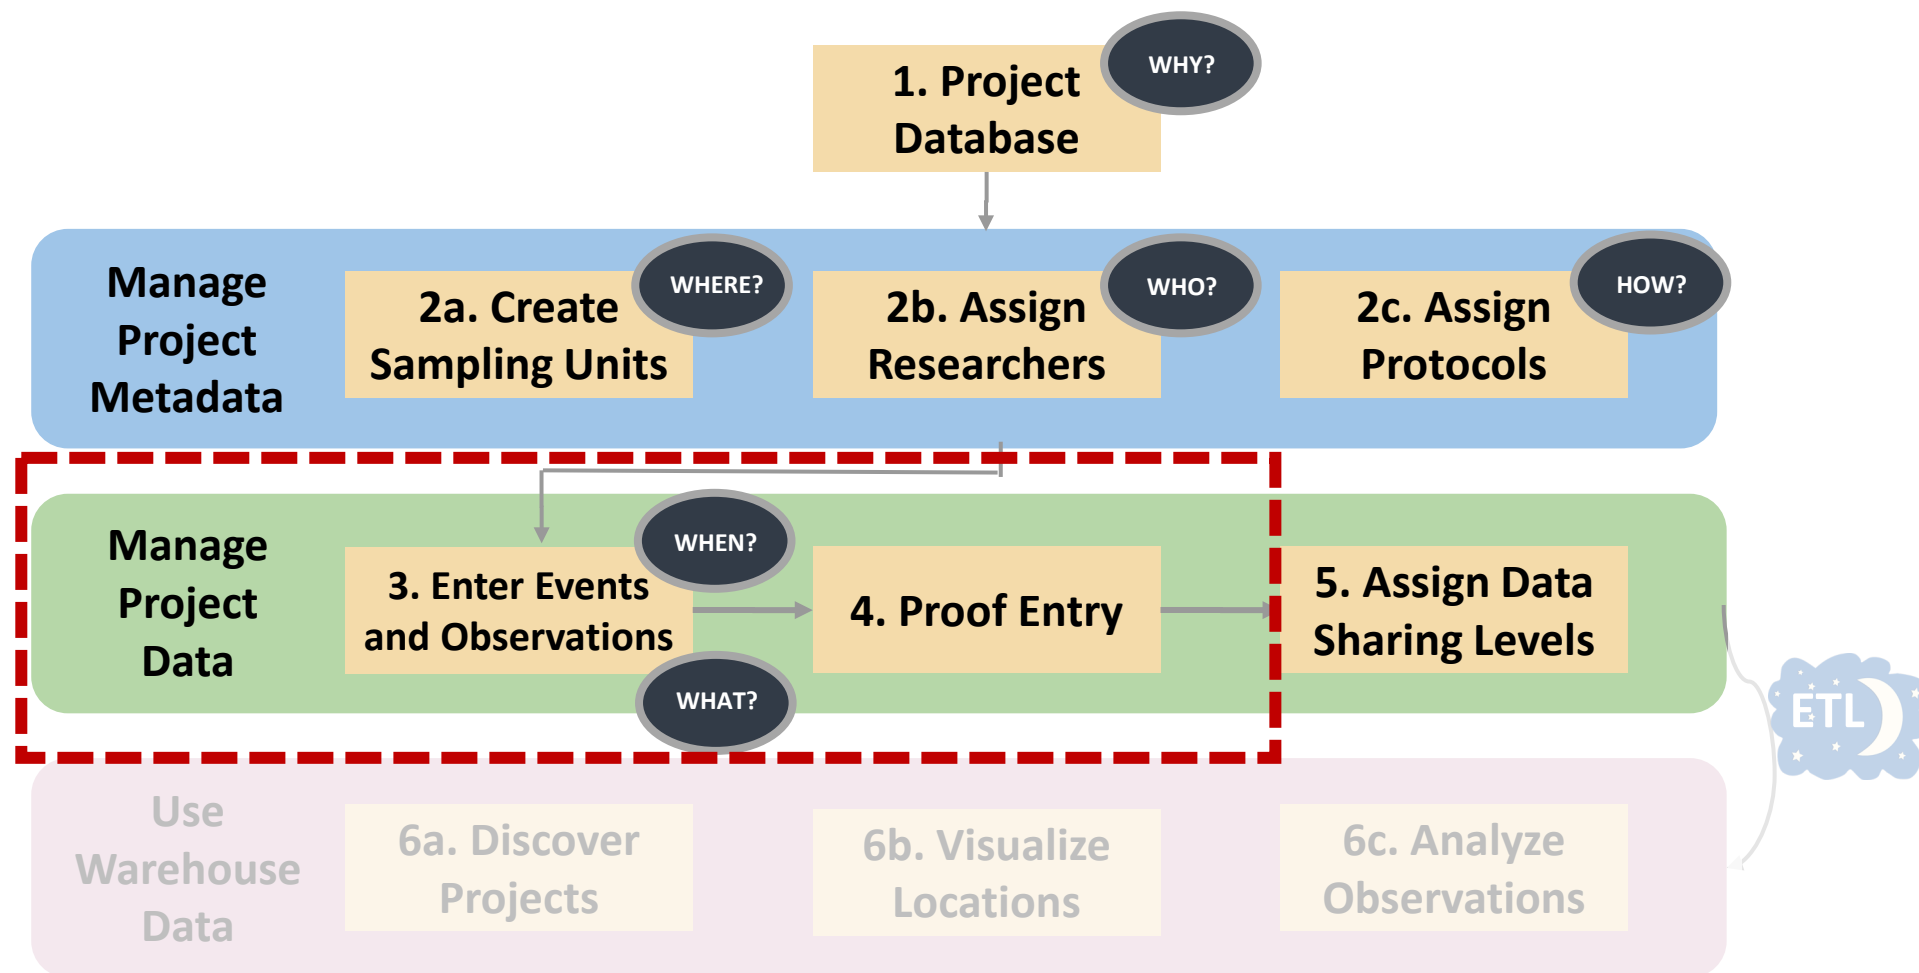 1. Project
Database
WHY?
Manage
Project
Metadata
2a. Create
Sampling Units
WHERE?
2b. Assign
Researchers
WHO?
2c. Assign
Protocols
HOW?
Manage
Project
Data
3. Enter Events
and Observations
WHEN?
WHAT?
4. Proof Entry
5. Assign Data
Sharing Levels
ETL
Use
Warehouse
Data
6a. Discover
Projects
6b. Visualize
Locations
6c. Analyze
Observations